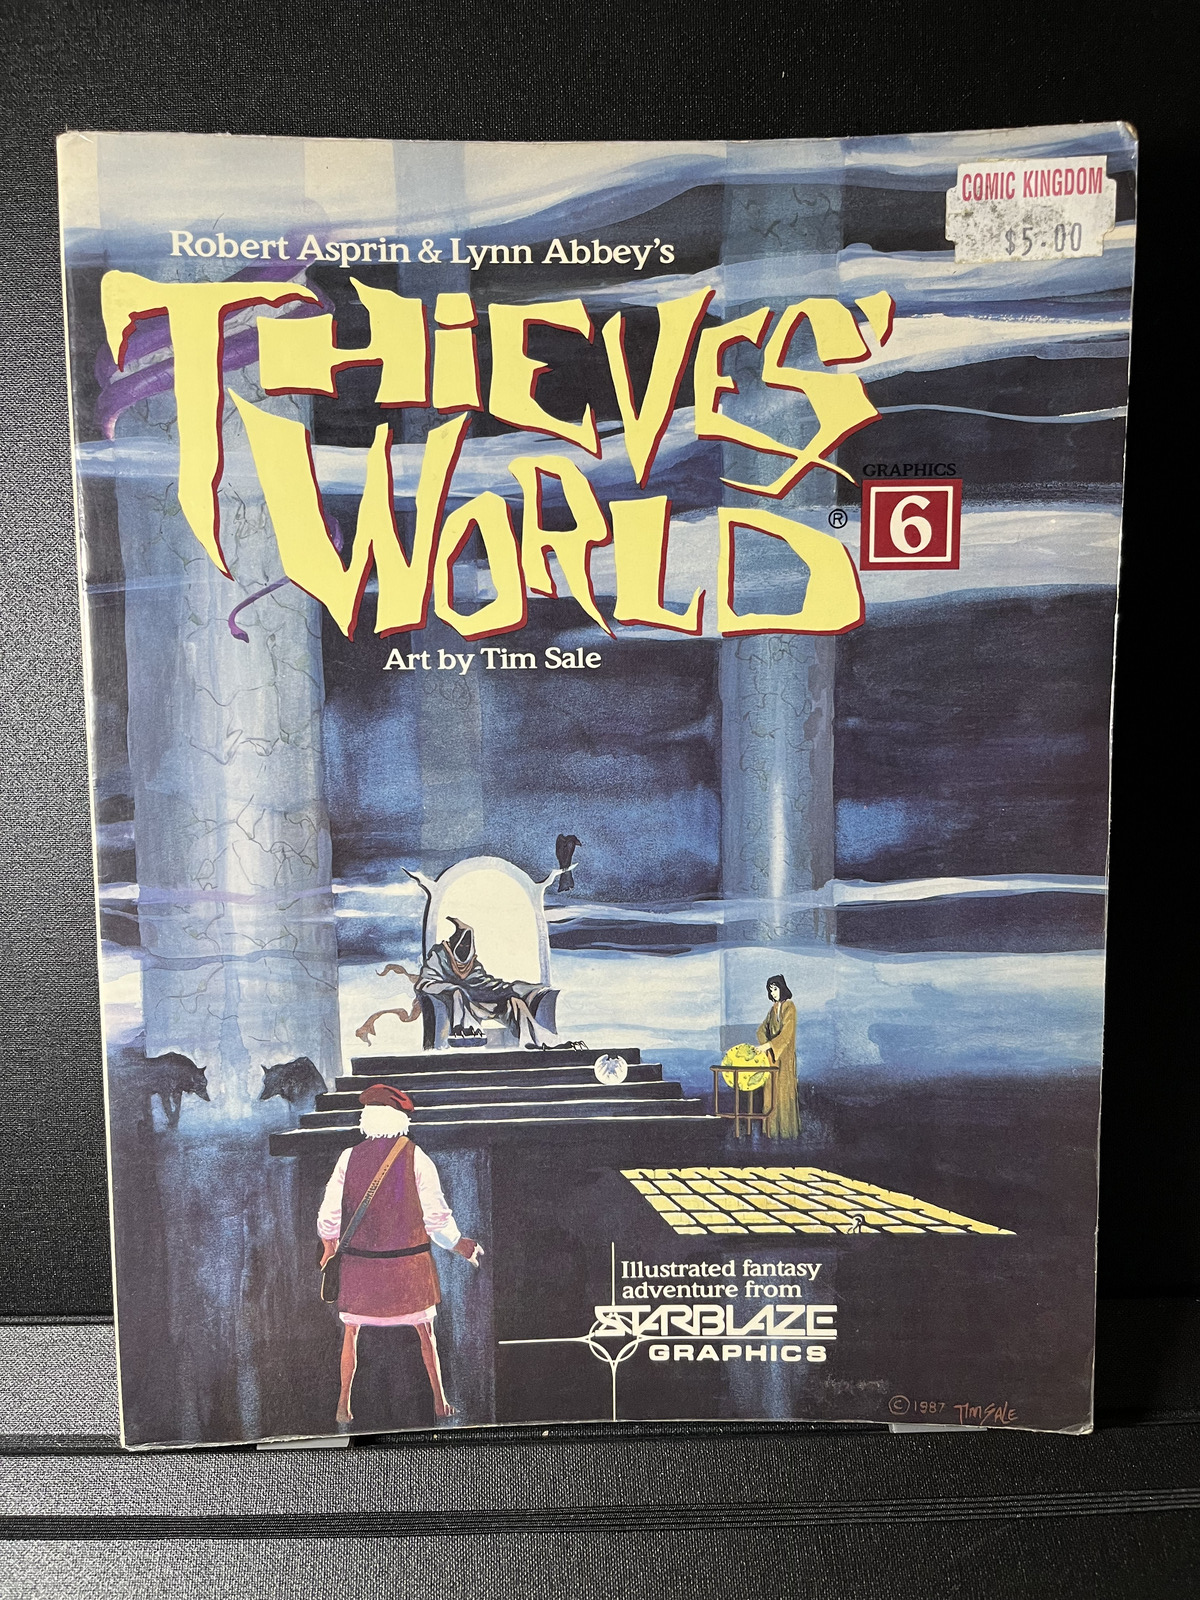 COMIC KINGDOM
$5.00
Robert Asprin & Lynn Abbey's
THiEVES'
WORLD®
GRAPHICS
6
Art by Tim Sale
Illustrated fantasy
adventure from
STARBLAZE
GRAPHICS
© 1987 TIM SALE